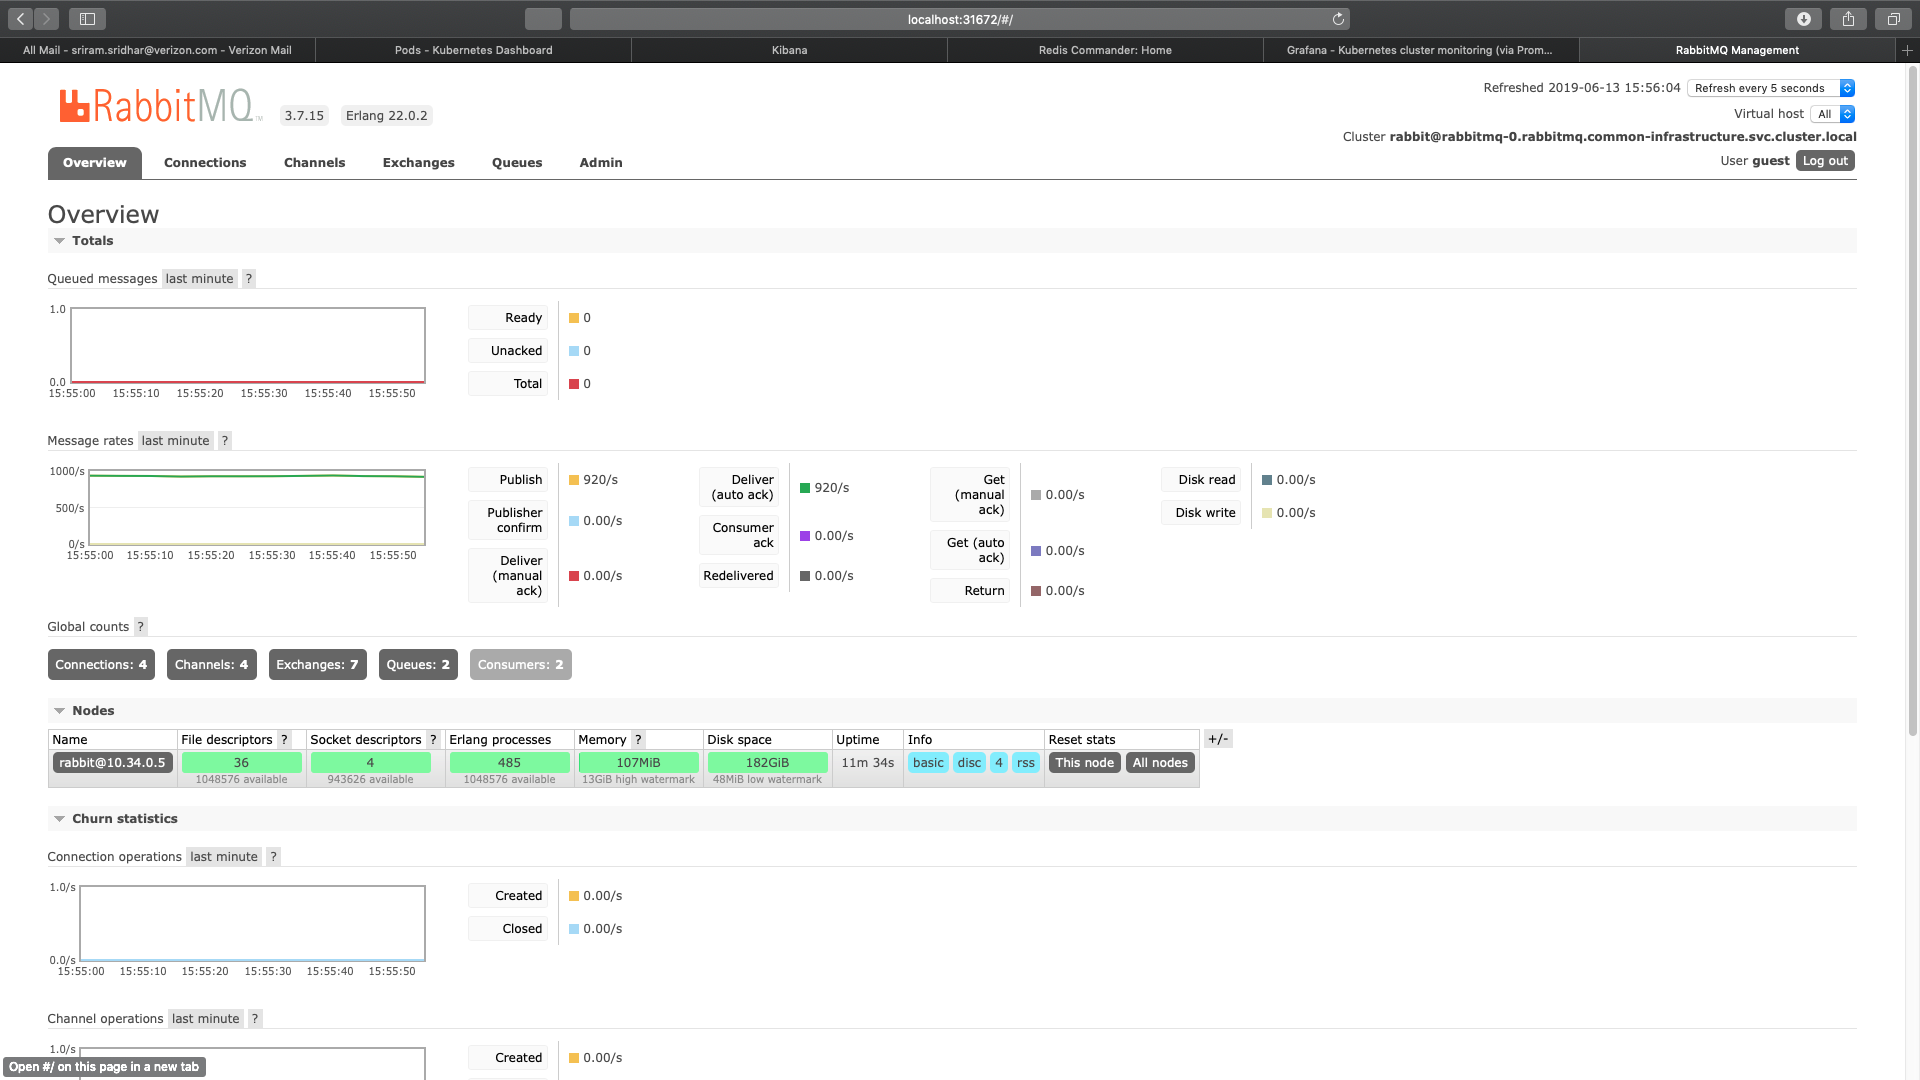 localhost:31672/#/
All Mail - sriram.sridhar@verizon.com - Verizon Mail
Pods - Kubernetes Dashboard
Kibana
Redis Commander: Home
Grafana - Kubernetes cluster monitoring (via Prom...
RabbitMQ Management
RabbitMQ TM
3.7.15
Erlang 22.0.2
Refreshed 2019-06-13 15:56:04
Refresh every 5 seconds
Virtual host All
Cluster rabbit@rabbitmq-0.rabbitmq.common-infrastructure.svc.cluster.local
User guest Log out
Overview Connections Channels Exchanges Queues Admin
Overview
Totals
Queued messages last minute ?
1.0
0.0
15:55:00 15:55:10 15:55:20 15:55:30 15:55:40 15:55:50
Ready 0
Unacked 0
Total 0
Message rates last minute ?
1000/s
500/s
0/s
15:55:00 15:55:10 15:55:20 15:55:30 15:55:40 15:55:50
Publish 920/s
Publisher
confirm 0.00/s
Deliver
(manual 0.00/s
ack)
Deliver
(auto ack) 920/s
Consumer
ack 0.00/s
Redelivered 0.00/s
Get
(manual 0.00/s
ack)
Get (auto
ack) 0.00/s
Return 0.00/s
Disk read 0.00/s
Disk write 0.00/s
Global counts ?
Connections: 4 Channels: 4 Exchanges: 7 Queues: 2 Consumers: 2
Nodes
Name File descriptors ? Socket descriptors ? Erlang processes Memory ? Disk space Uptime Info Reset stats +/-
rabbit@10.34.0.5 36 4 485 107MiB 182GiB 11m 34s basic disc 4 rss This node All nodes
1048576 available 943626 available 1048576 available 13GiB high watermark 48MiB low watermark
Churn statistics
Connection operations last minute ?
1.0/s
0.0/s
15:55:00 15:55:10 15:55:20 15:55:30 15:55:40 15:55:50
Created 0.00/s
Closed 0.00/s
Channel operations last minute ?
1.0/s
Created 0.00/s
Open #/ on this page in a new tab